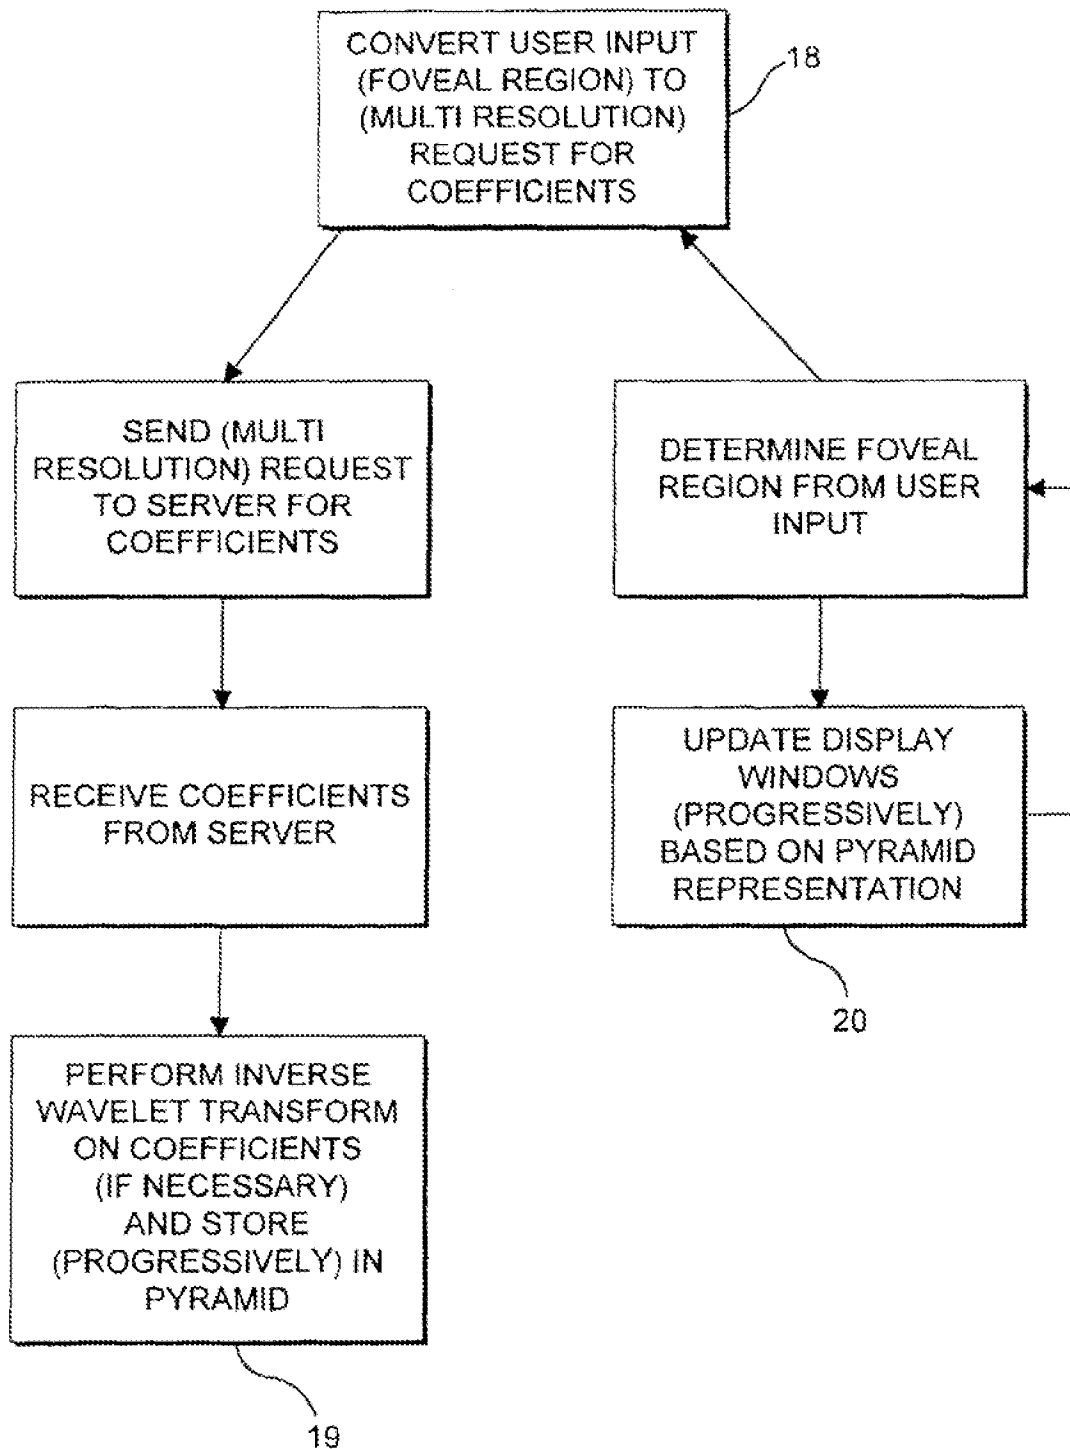 CONVERT USER INPUT
(FOVEAL REGION) TO
(MULTI RESOLUTION)
REQUEST FOR
COEFFICIENTS
18
SEND (MULTI
RESOLUTION) REQUEST
TO SERVER FOR
COEFFICIENTS
DETERMINE FOVEAL
REGION FROM USER
INPUT
RECEIVE COEFFICIENTS
FROM SERVER
UPDATE DISPLAY
WINDOWS
(PROGRESSIVELY)
BASED ON PYRAMID
REPRESENTATION
20
PERFORM INVERSE
WAVELET TRANSFORM
ON COEFFICIENTS
(IF NECESSARY)
AND STORE
(PROGRESSIVELY) IN
PYRAMID
19